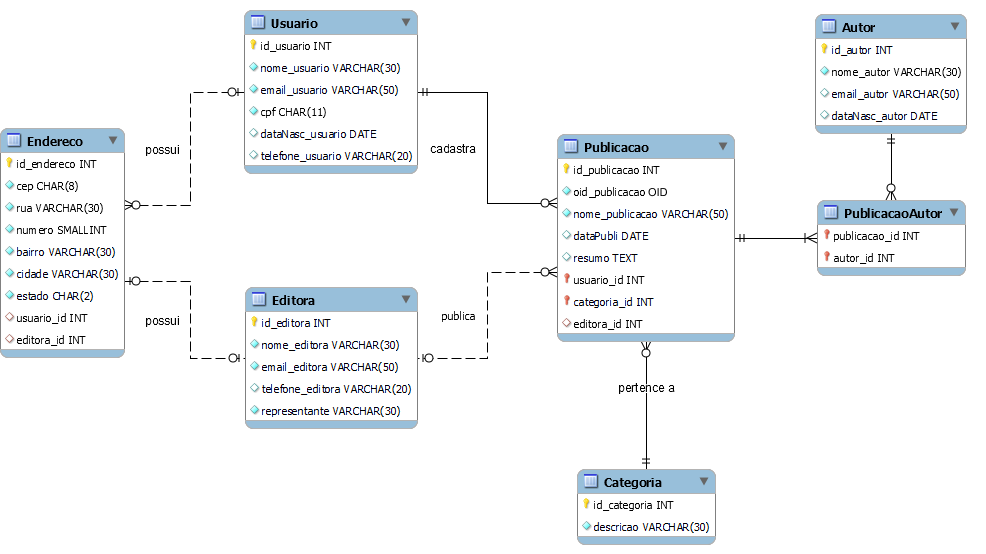 Usuario
id_usuario INT
nome_usuario VARCHAR(30)
email_usuario VARCHAR(50)
cpf CHAR(11)
dataNasc_usuario DATE
telefone_usuario VARCHAR(20)
Autor
id_autor INT
nome_autor VARCHAR(30)
email_autor VARCHAR(50)
dataNasc_autor DATE
Endereco
id_endereco INT
cep CHAR(8)
rua VARCHAR(30)
numero SMALLINT
bairro VARCHAR(30)
cidade VARCHAR(30)
estado CHAR(2)
usuario_id INT
editora_id INT
possui
cadastra
Publicacao
id_publicacao INT
oid_publicacao OID
nome_publicacao VARCHAR(50)
dataPubli DATE
resumo TEXT
usuario_id INT
categoria_id INT
editora_id INT
PublicacaoAutor
publicacao_id INT
autor_id INT
possui
Editora
id_editora INT
nome_editora VARCHAR(30)
email_editora VARCHAR(50)
telefone_editora VARCHAR(20)
representante VARCHAR(30)
publica
pertence a
Categoria
id_categoria INT
descricao VARCHAR(30)